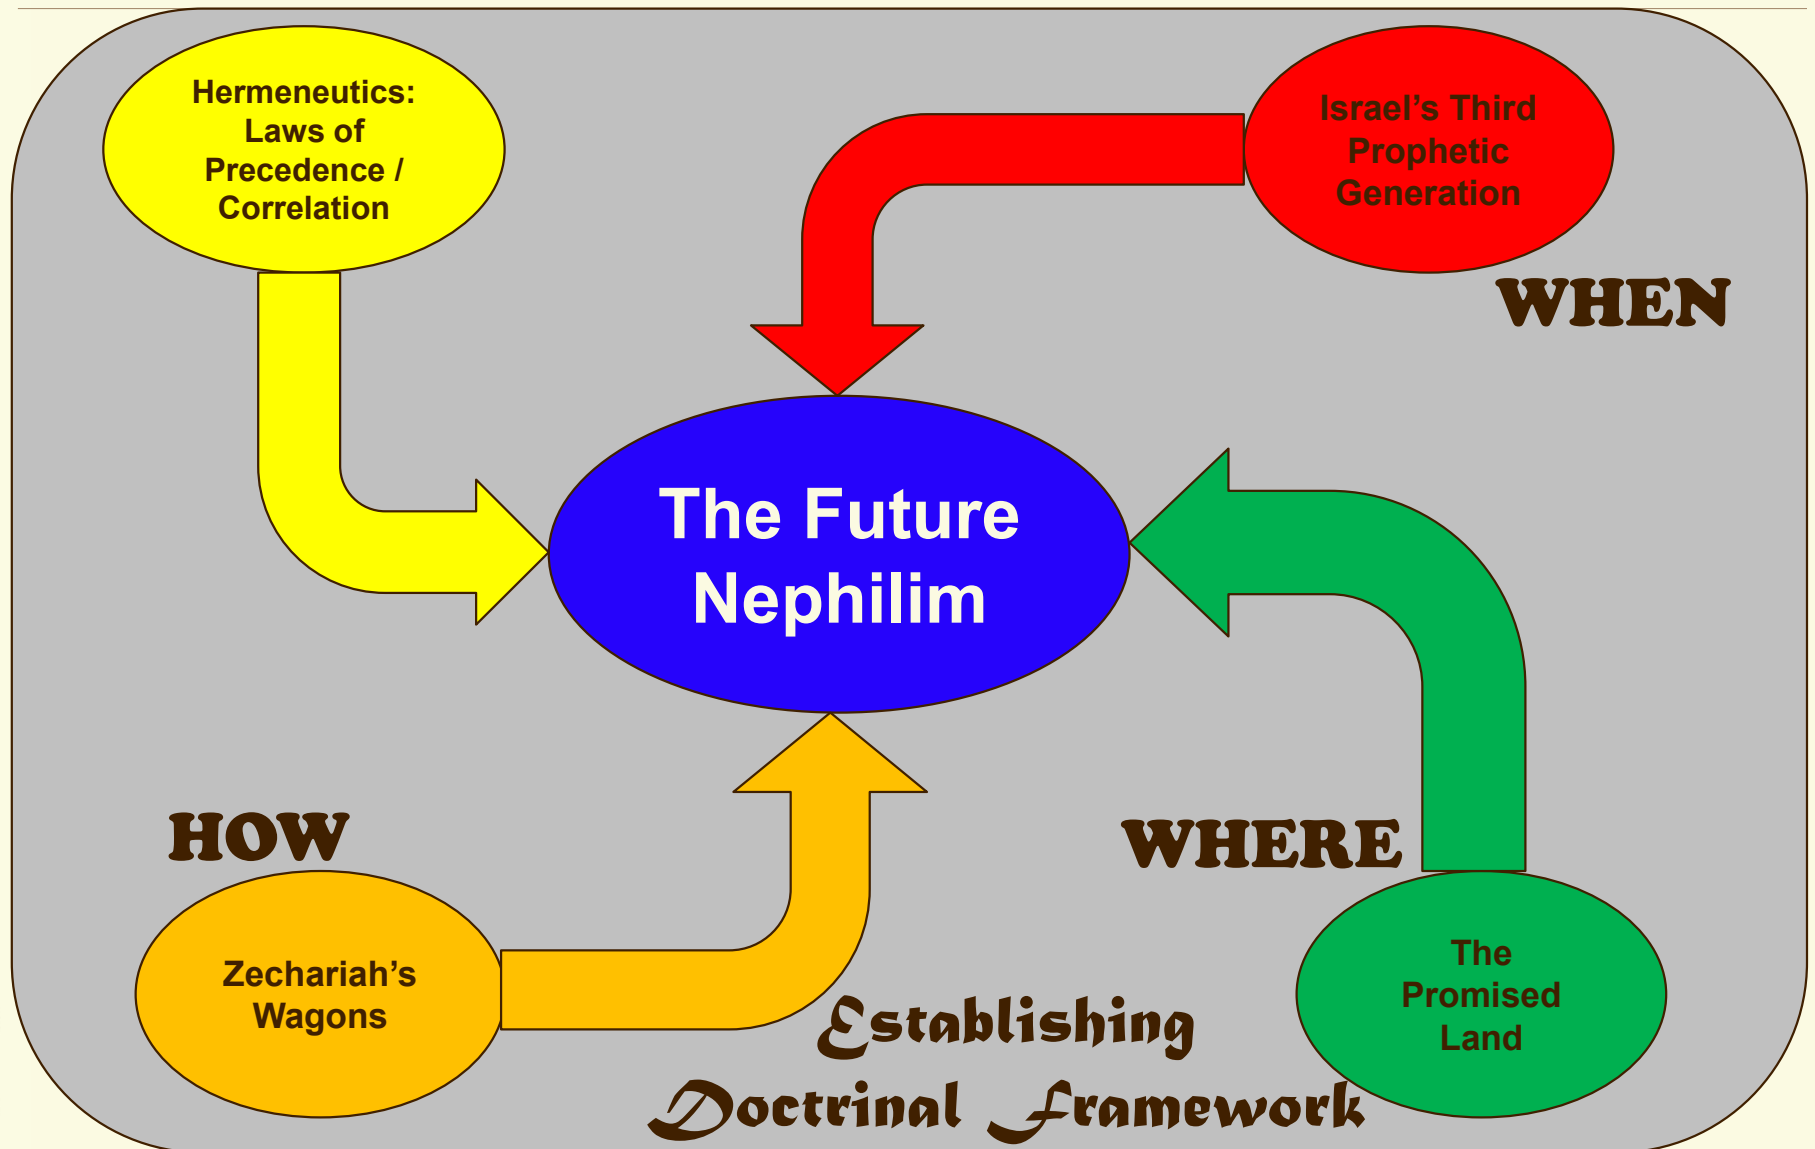 Hermeneutics:
Laws of
Precedence /
Correlation
Israel’s Third
Prophetic
Generation
WHEN
The Future
Nephilim
HOW
Zechariah’s
Wagons
WHERE
The
Promised
Land
Establishing
Doctrinal Framework